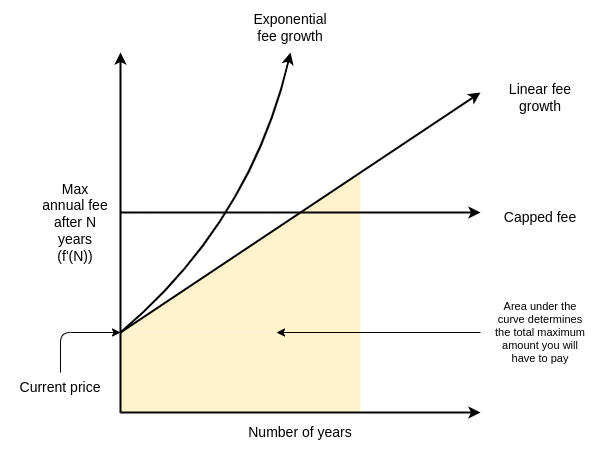 Exponential
fee growth
Linear fee
growth
Max
annual fee
after N
years
(f'(N))
Capped fee
Area under the
curve determines
the total maximum
amount you will
have to pay
Current price
Number of years